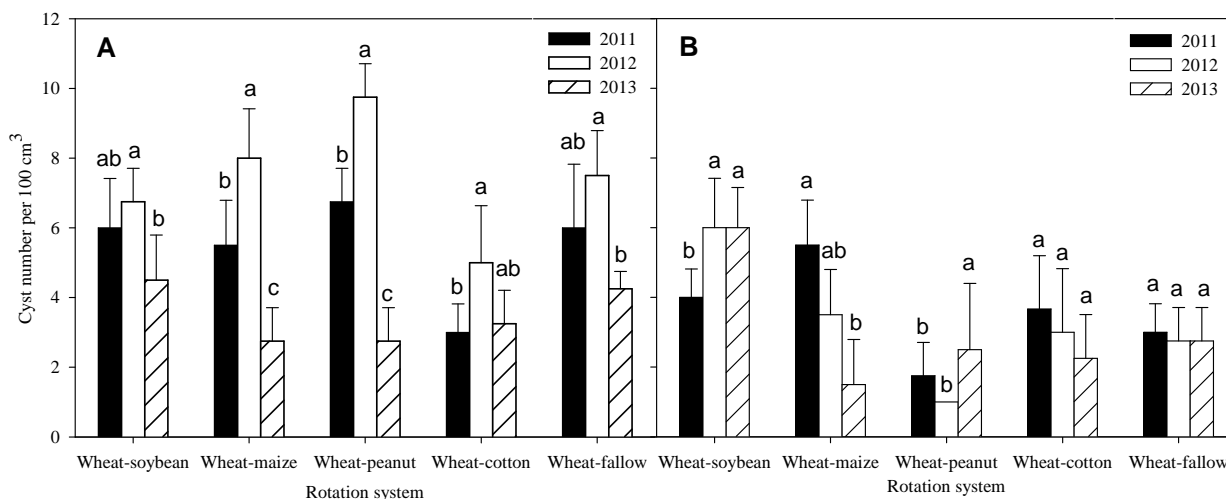 A
2011
2012
2013
B
2011
2012
2013
Cyst number per 100 cm³
12
10
8
6
4
2
0
ab a b
b a c
b a c
a ab
b
ab a b
b a a
a ab b
b b a
a a a
a a a
Wheat-soybean Wheat-maize Wheat-peanut Wheat-cotton Wheat-fallow
Wheat-soybean Wheat-maize Wheat-peanut Wheat-cotton Wheat-fallow
Rotation system
Rotation system